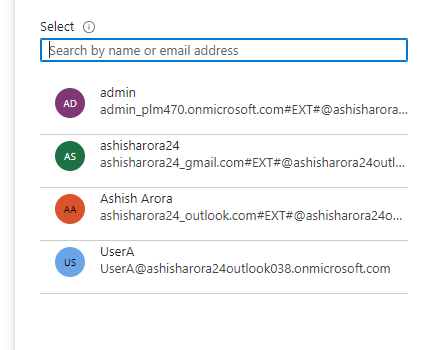 Select
Search by name or email address
AD
admin
admin_plm470.onmicrosoft.com#EXT#@ashisharora...
AS
ashisharora24
ashisharora24_gmail.com#EXT#@ashisharora24outl...
AA
Ashish Arora
ashisharora24_outlook.com#EXT#@ashisharora24o...
US
UserA
UserA@ashisharora24outlook038.onmicrosoft.com